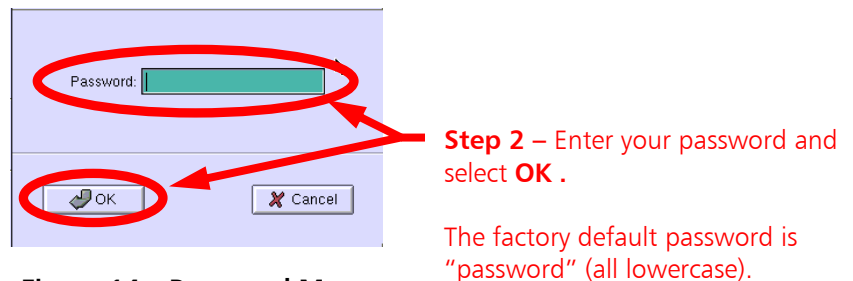 Password:
OK
Cancel
Step 2 – Enter your password and
select OK .
The factory default password is
“password” (all lowercase).